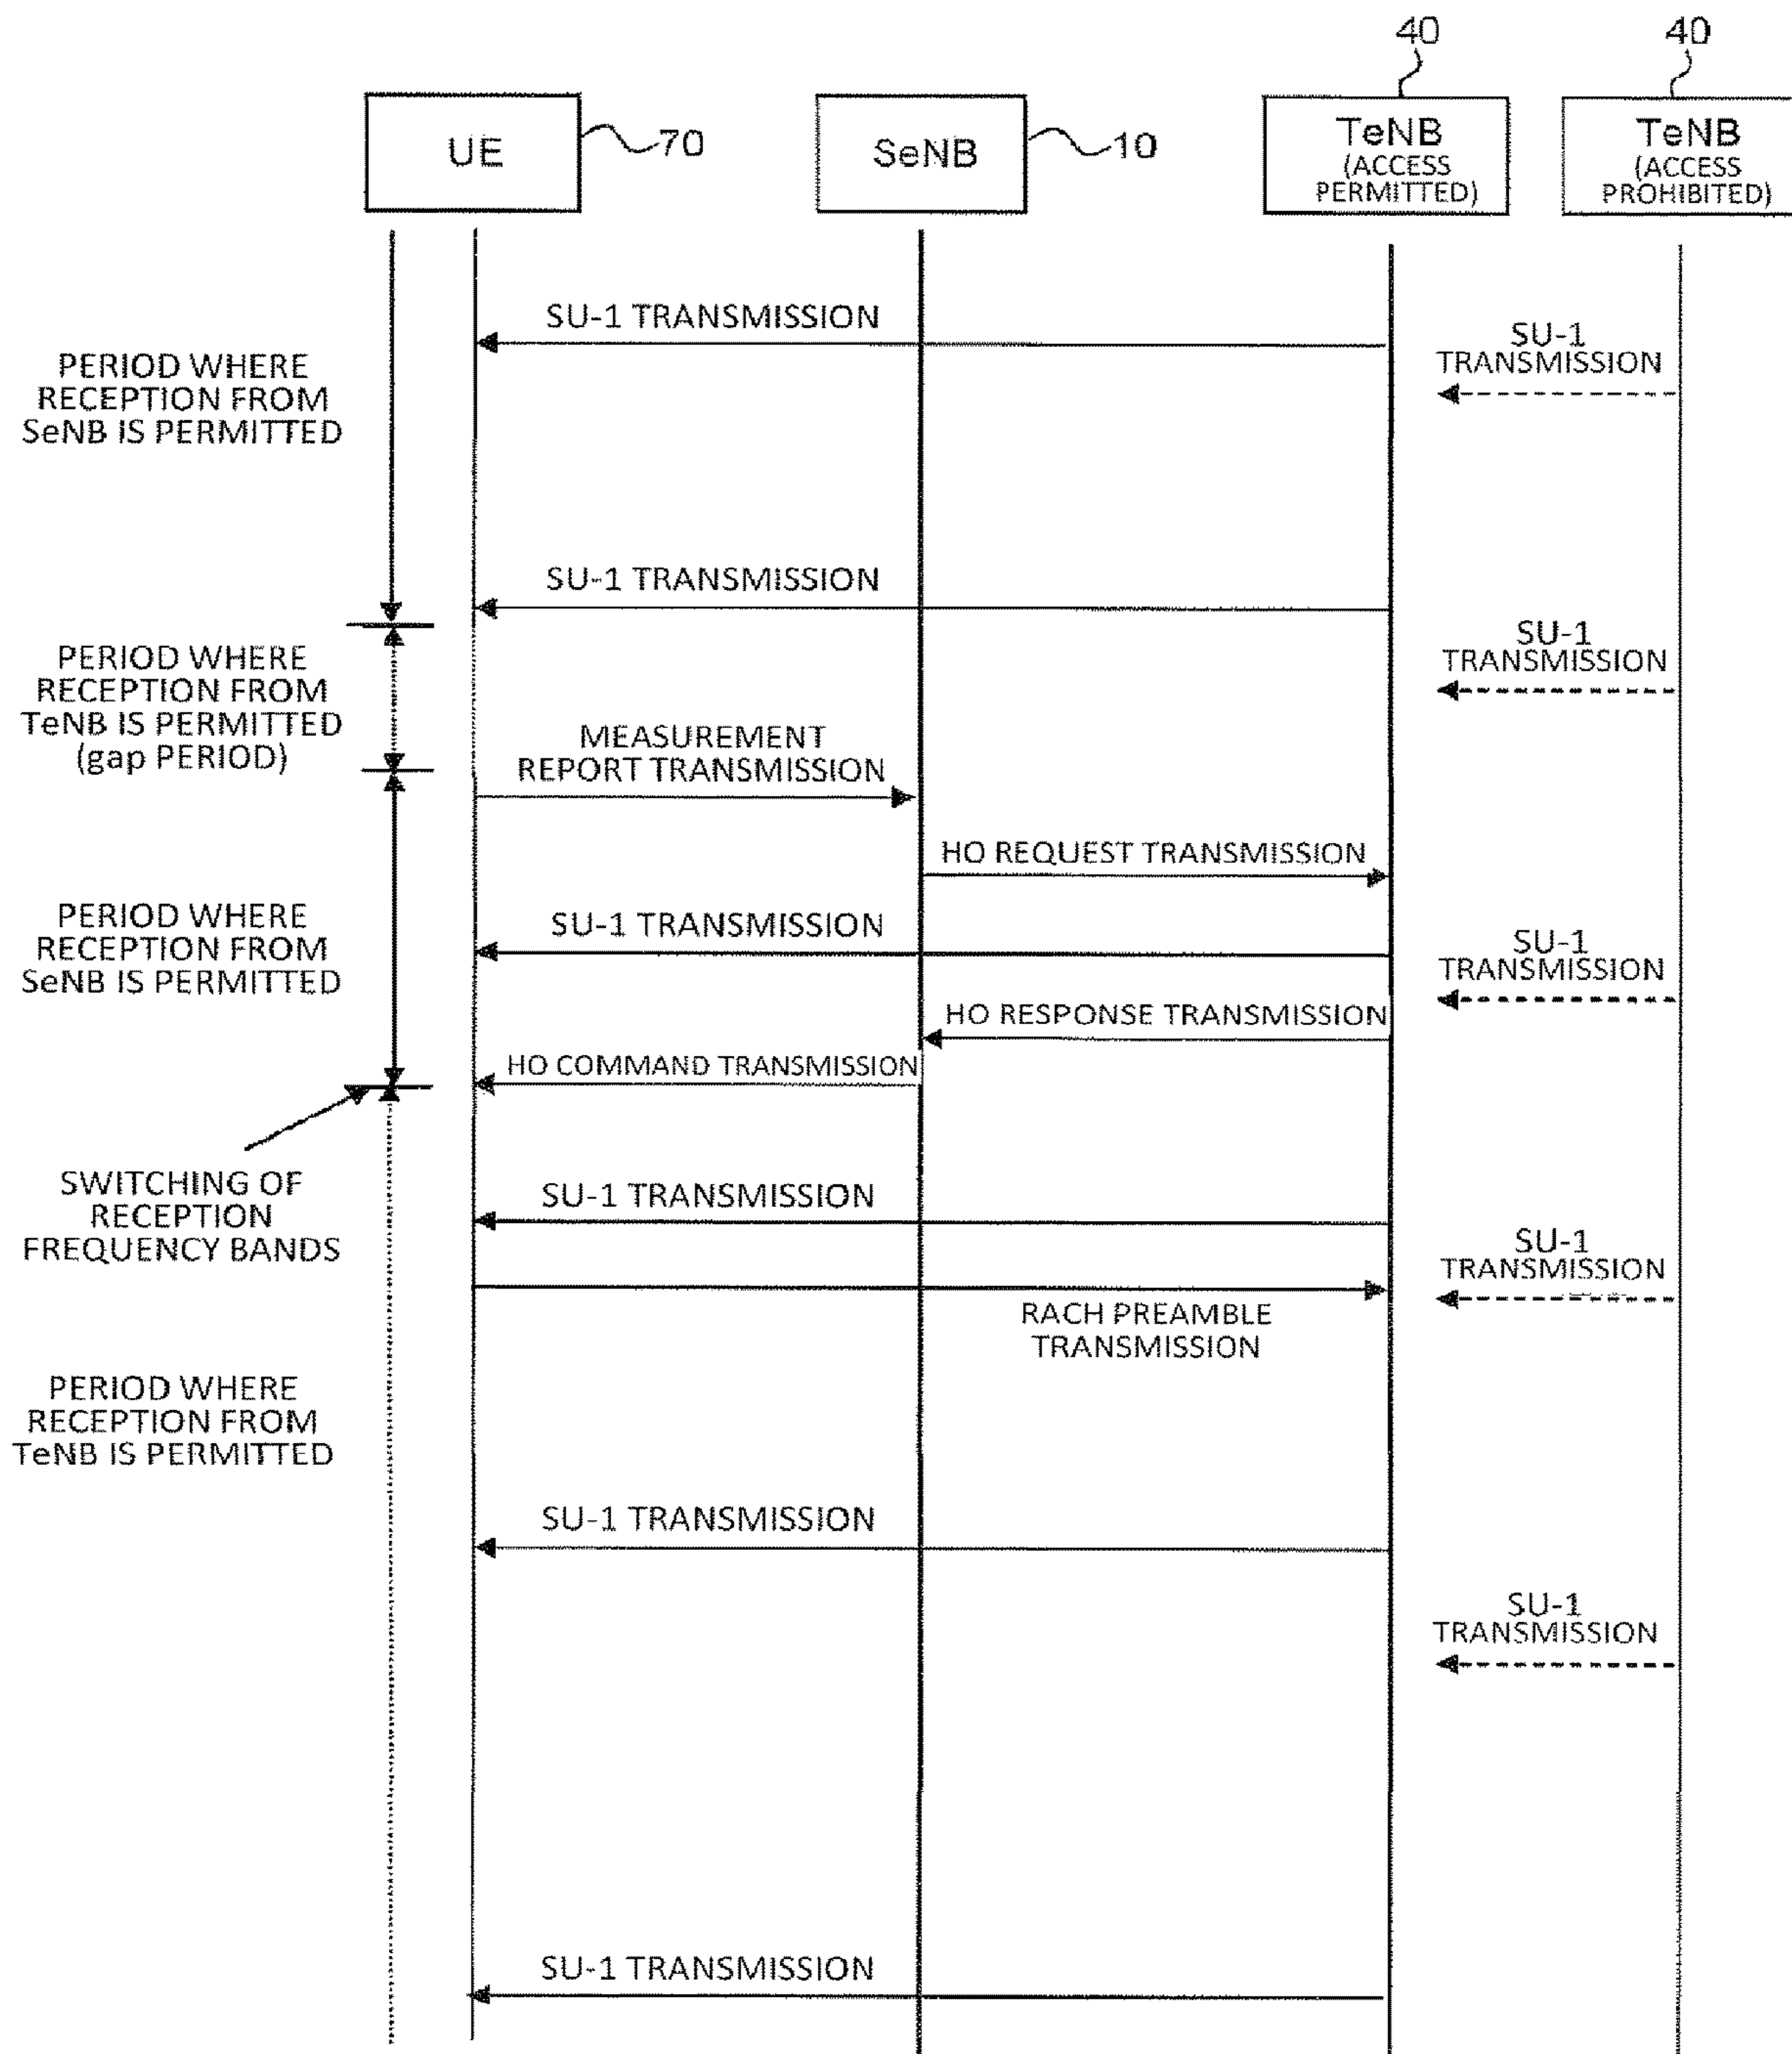 40
40
UE
70
SeNB
10
TeNB
(ACCESS
PERMITTED)
TeNB
(ACCESS
PROHIBITED)
SU-1 TRANSMISSION
SU-1
TRANSMISSION
PERIOD WHERE
RECEPTION FROM
SeNB IS PERMITTED
SU-1 TRANSMISSION
SU-1
TRANSMISSION
PERIOD WHERE
RECEPTION FROM
TeNB IS PERMITTED
(gap PERIOD)
MEASUREMENT
REPORT TRANSMISSION
HO REQUEST TRANSMISSION
PERIOD WHERE
RECEPTION FROM
SeNB IS PERMITTED
SU-1 TRANSMISSION
SU-1
TRANSMISSION
HO RESPONSE TRANSMISSION
HO COMMAND TRANSMISSION
SWITCHING OF
RECEPTION
FREQUENCY BANDS
SU-1 TRANSMISSION
SU-1
TRANSMISSION
RACH PREAMBLE
TRANSMISSION
PERIOD WHERE
RECEPTION FROM
TeNB IS PERMITTED
SU-1 TRANSMISSION
SU-1
TRANSMISSION
SU-1 TRANSMISSION